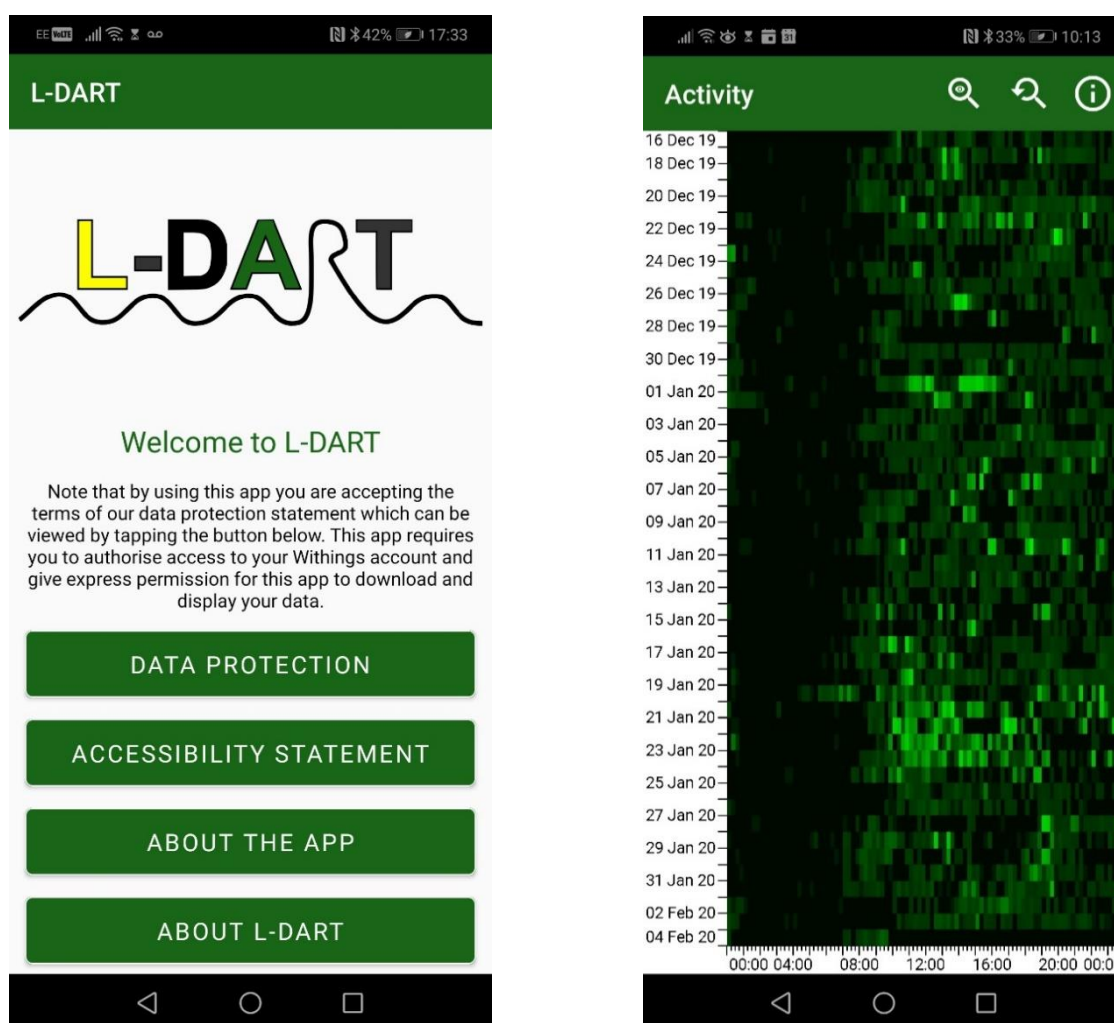 EE VoLTE 42% 17:33
L-DART
L-DART
Welcome to L-DART
Note that by using this app you are accepting the
terms of our data protection statement which can be
viewed by tapping the button below. This app requires
you to authorise access to your Withings account and
give express permission for this app to download and
display your data.
DATA PROTECTION
ACCESSIBILITY STATEMENT
ABOUT THE APP
ABOUT L-DART
31 33% 10:13
Activity
16 Dec 19
18 Dec 19
20 Dec 19
22 Dec 19
24 Dec 19
26 Dec 19
28 Dec 19
30 Dec 19
01 Jan 20
03 Jan 20
05 Jan 20
07 Jan 20
09 Jan 20
11 Jan 20
13 Jan 20
15 Jan 20
17 Jan 20
19 Jan 20
21 Jan 20
23 Jan 20
25 Jan 20
27 Jan 20
29 Jan 20
31 Jan 20
02 Feb 20
04 Feb 20
00:00 04:00 08:00 12:00 16:00 20:00 00:0